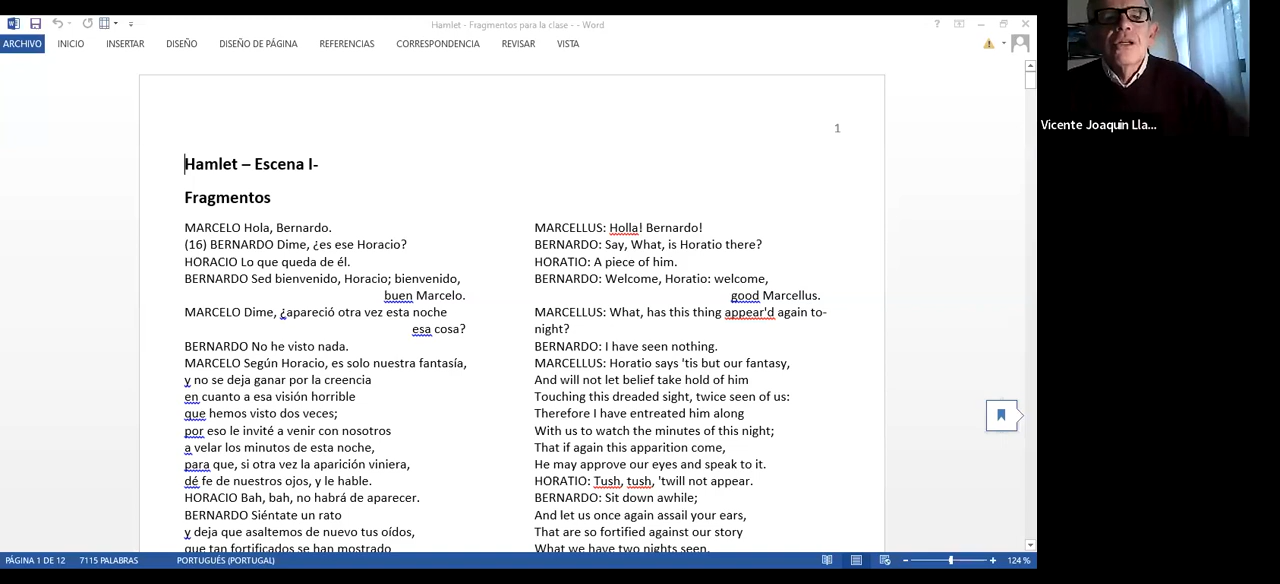 Hamlet - Fragmentos para la clase - - Word
ARCHIVO INICIO INSERTAR DISEÑO DISEÑO DE PÁGINA REFERENCIAS CORRESPONDENCIA REVISAR VISTA
Vicente Joaquin Lla...
1
Hamlet – Escena I-
Fragmentos
MARCELO Hola, Bernardo.
(16) BERNARDO Dime, ¿es ese Horacio?
HORACIO Lo que queda de él.
BERNARDO Sed bienvenido, Horacio; bienvenido,
buen Marcelo.
MARCELO Dime, ¿apareció otra vez esta noche
esa cosa?
BERNARDO No he visto nada.
MARCELO Según Horacio, es solo nuestra fantasía,
y no se deja ganar por la creencia
en cuanto a esa visión horrible
que hemos visto dos veces;
por eso le invité a venir con nosotros
a velar los minutos de esta noche,
para que, si otra vez la aparición viniera,
dé fe de nuestros ojos, y le hable.
HORACIO Bah, bah, no habrá de aparecer.
BERNARDO Siéntate un rato
y deja que asaltemos de nuevo tus oídos,
que tan fortificados se han mostrado
MARCELLUS: Holla! Bernardo!
BERNARDO: Say, What, is Horatio there?
HORATIO: A piece of him.
BERNARDO: Welcome, Horatio: welcome,
good Marcellus.
MARCELLUS: What, has this thing appear'd again to-
night?
BERNARDO: I have seen nothing.
MARCELLUS: Horatio says 'tis but our fantasy,
And will not let belief take hold of him
Touching this dreaded sight, twice seen of us:
Therefore I have entreated him along
With us to watch the minutes of this night;
That if again this apparition come,
He may approve our eyes and speak to it.
HORATIO: Tush, tush, 'twill not appear.
BERNARDO: Sit down awhile;
And let us once again assail your ears,
That are so fortified against our story
What we have two nights seen.
PÁGINA 1 DE 12 7115 PALABRAS PORTUGUÊS (PORTUGAL) 124 %